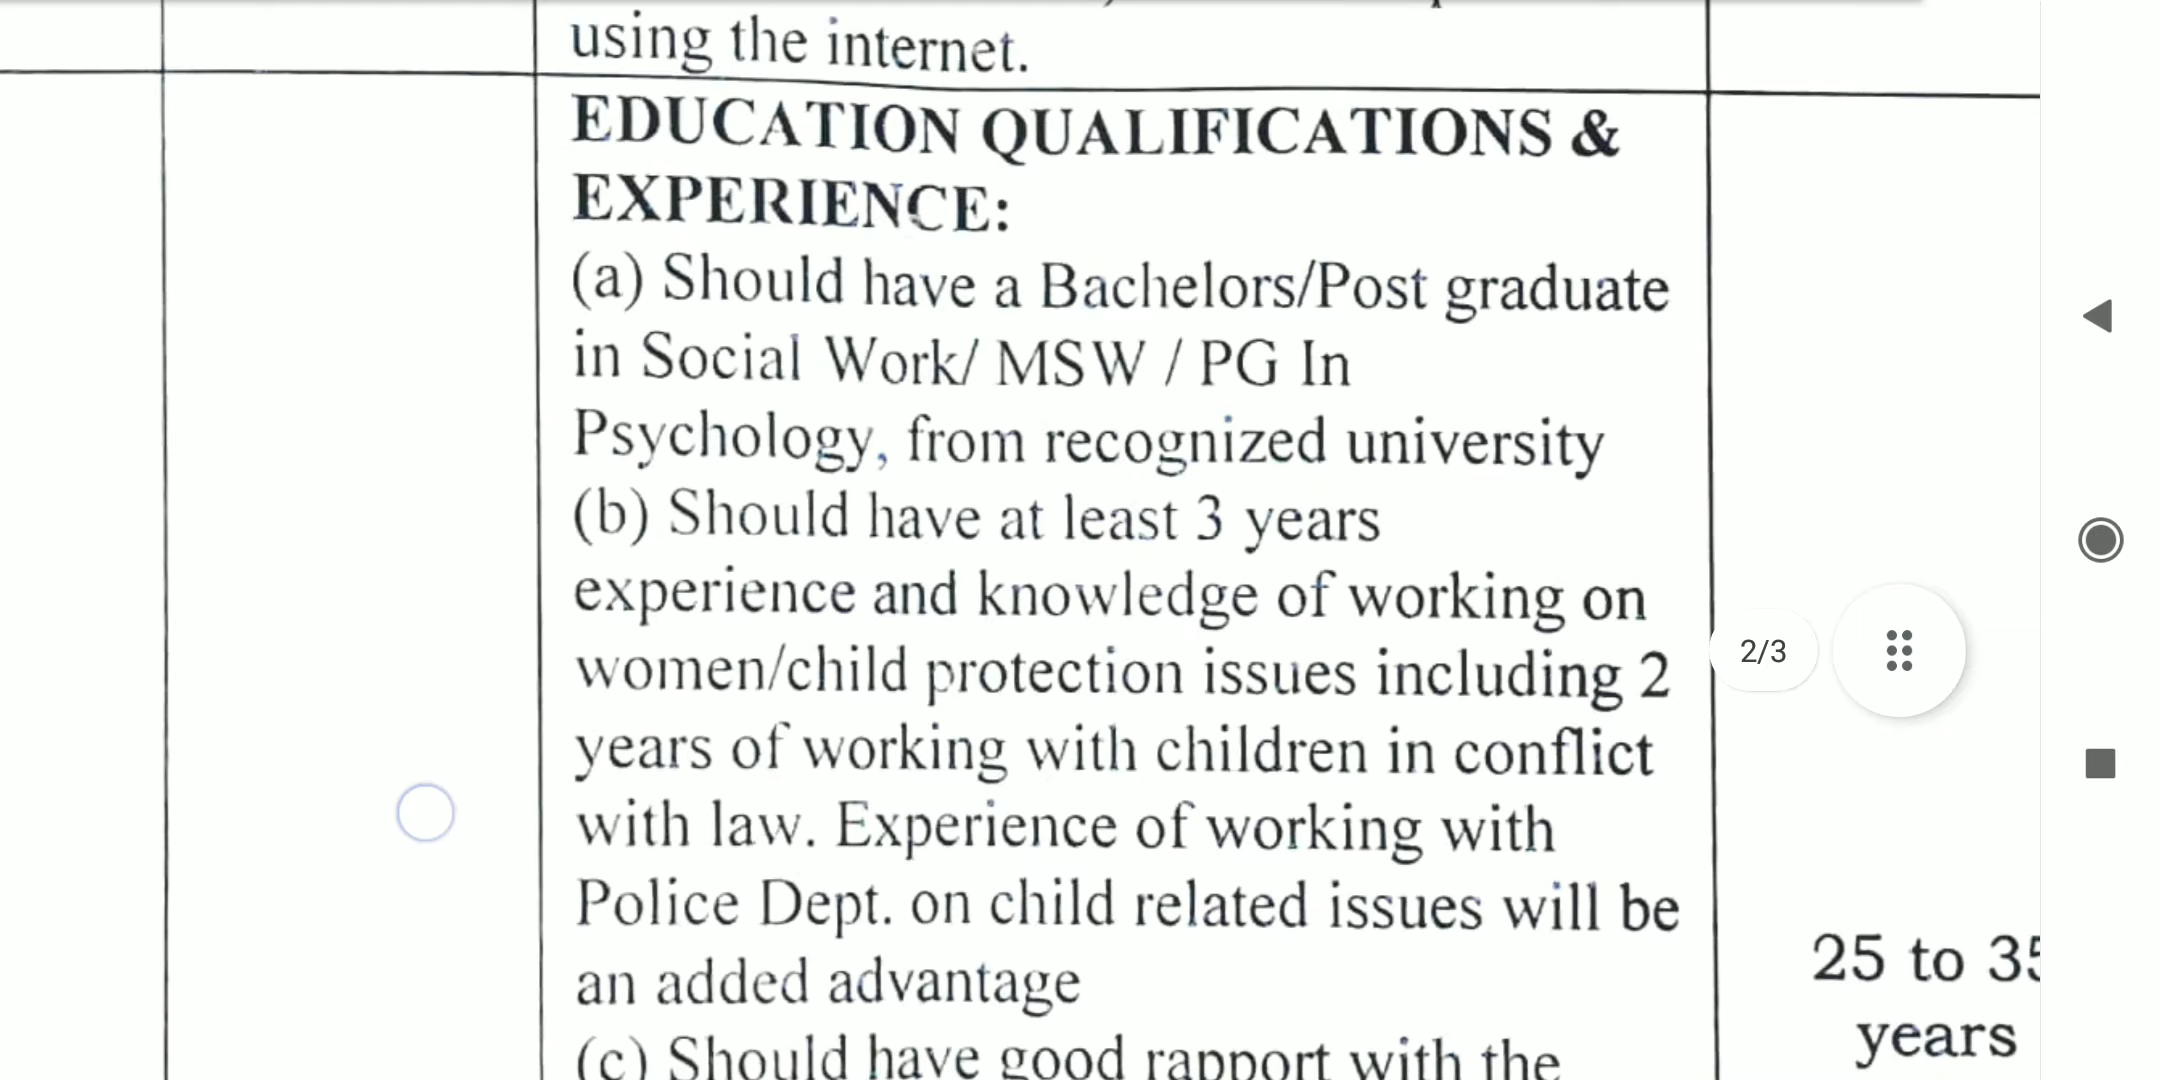 using the internet.
EDUCATION QUALIFICATIONS &
EXPERIENCE:
(a) Should have a Bachelors/Post graduate
in Social Work/ MSW / PG In
Psychology, from recognized university
(b) Should have at least 3 years
experience and knowledge of working on
women/child protection issues including 2
years of working with children in conflict
with law. Experience of working with
Police Dept. on child related issues will be
an added advantage
(c) Should have good rapport with the
25 to 35
years
2/3